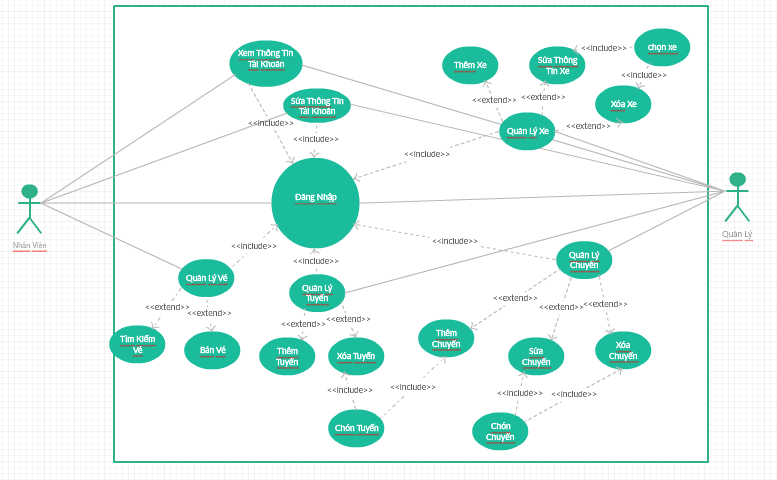 Xem Thông Tin
Tài Khoản
Sửa Thông Tin
Tài Khoản
Thêm Xe
Sửa Thông
Tin Xe
<<include>>
chọn xe
<<include>>
Xóa Xe
<<extend>>
<<extend>>
<<extend>>
Quản Lý Xe
<<include>>
<<include>>
<<include>>
Đăng Nhập
Nhân Viên
Quản Lý
<<include>>
<<include>>
<<include>>
Quản Lý Vé
Quản Lý
Tuyến
Quản Lý
Chuyến
<<extend>>
<<extend>>
<<extend>>
<<extend>>
<<extend>>
<<extend>>
<<extend>>
Tìm Kiếm
Vé
Bán Vé
Thêm
Tuyến
Xóa Tuyến
Thêm
Chuyến
Sửa
Chuyến
Xóa
Chuyến
<<include>>
<<include>>
<<include>>
<<include>>
Chón Tuyến
Chón
Chuyến